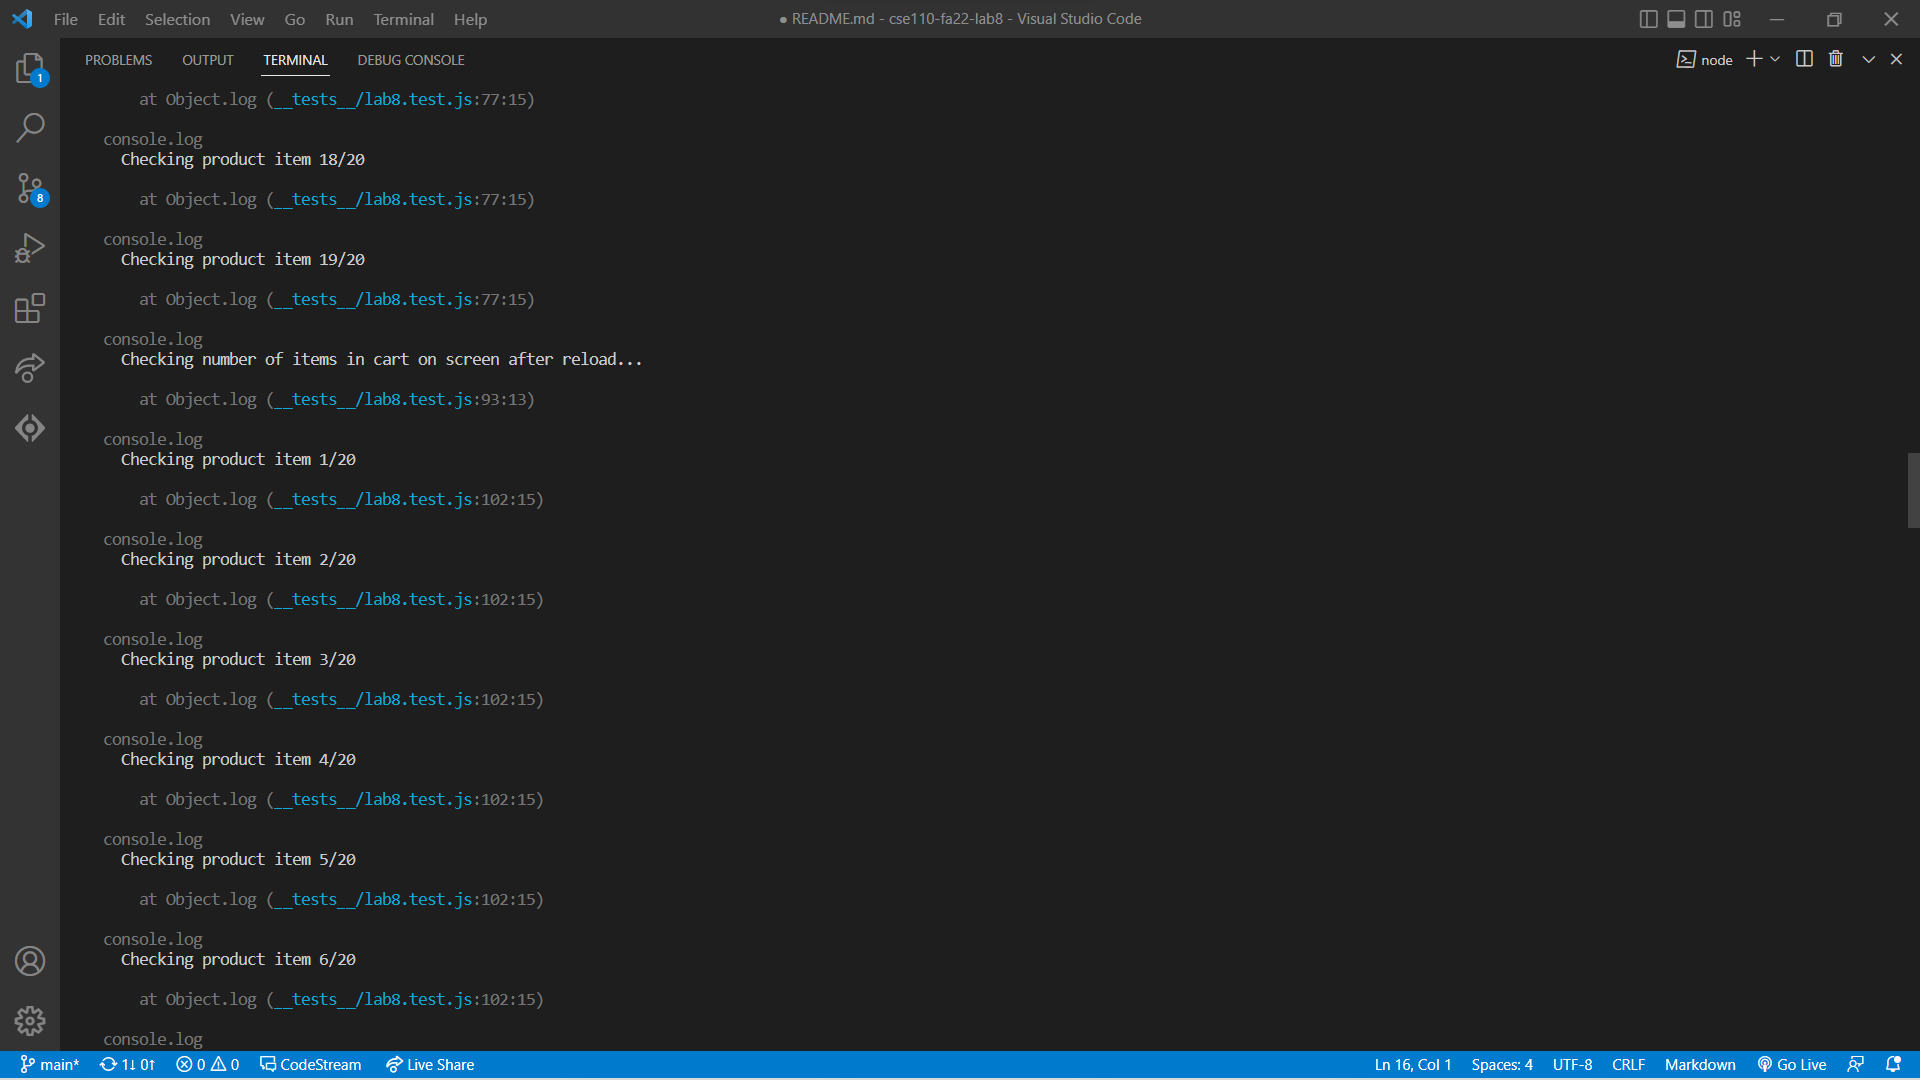 File Edit Selection View Go Run Terminal Help ● README.md - cse110-fa22-lab8 - Visual Studio Code
PROBLEMS OUTPUT TERMINAL DEBUG CONSOLE node
1
8
at Object.log (__tests__/lab8.test.js:77:15)
console.log
Checking product item 18/20
at Object.log (__tests__/lab8.test.js:77:15)
console.log
Checking product item 19/20
at Object.log (__tests__/lab8.test.js:77:15)
console.log
Checking number of items in cart on screen after reload...
at Object.log (__tests__/lab8.test.js:93:13)
console.log
Checking product item 1/20
at Object.log (__tests__/lab8.test.js:102:15)
console.log
Checking product item 2/20
at Object.log (__tests__/lab8.test.js:102:15)
console.log
Checking product item 3/20
at Object.log (__tests__/lab8.test.js:102:15)
console.log
Checking product item 4/20
at Object.log (__tests__/lab8.test.js:102:15)
console.log
Checking product item 5/20
at Object.log (__tests__/lab8.test.js:102:15)
console.log
Checking product item 6/20
at Object.log (__tests__/lab8.test.js:102:15)
console.log
main* 1↓ 0↑ 0 0 CodeStream Live Share Ln 16, Col 1 Spaces: 4 UTF-8 CRLF Markdown Go Live